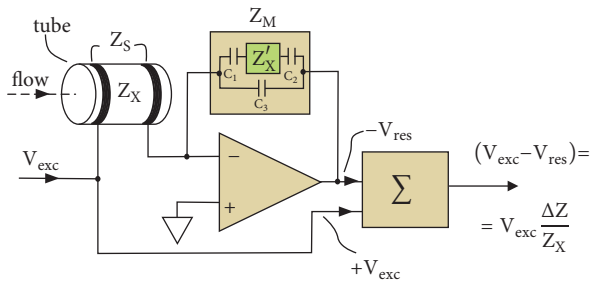 tube
Z_S
Z_M
flow
Z_X
C_1
Z'_X
C_2
C_3
V_exc
−
+
−V_res
Σ
+V_exc
(V_exc−V_res)=
= V_exc ΔZ/Z_X